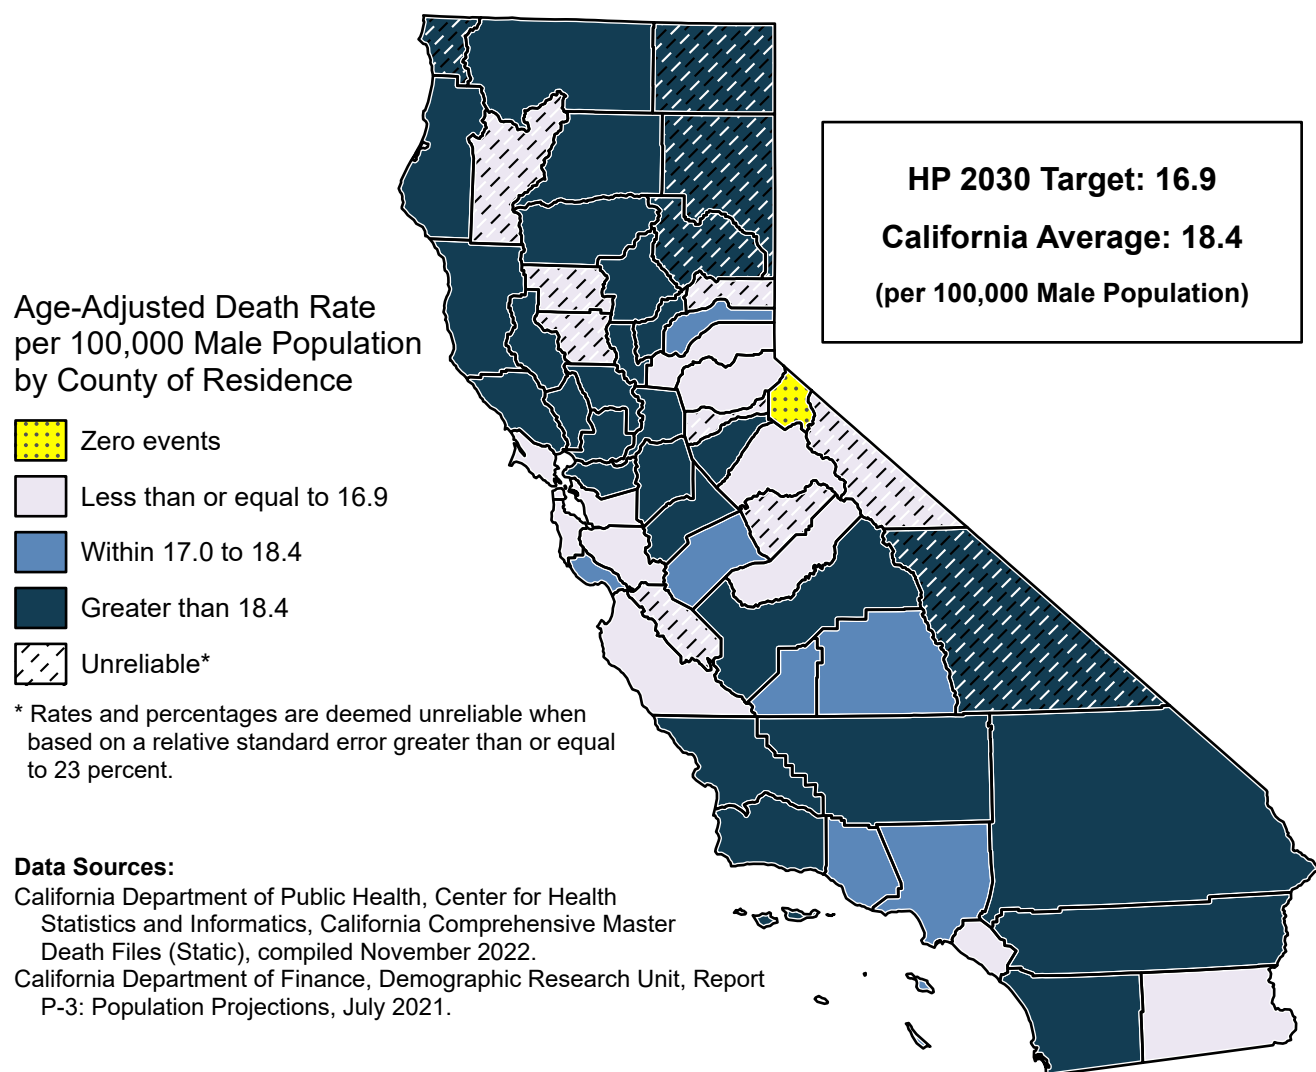 HP 2030 Target: 16.9
California Average: 18.4
(per 100,000 Male Population)
Age-Adjusted Death Rate
per 100,000 Male Population
by County of Residence
Zero events
Less than or equal to 16.9
Within 17.0 to 18.4
Greater than 18.4
Unreliable*
* Rates and percentages are deemed unreliable when
based on a relative standard error greater than or equal
to 23 percent.
Data Sources:
California Department of Public Health, Center for Health
Statistics and Informatics, California Comprehensive Master
Death Files (Static), compiled November 2022.
California Department of Finance, Demographic Research Unit, Report
P-3: Population Projections, July 2021.